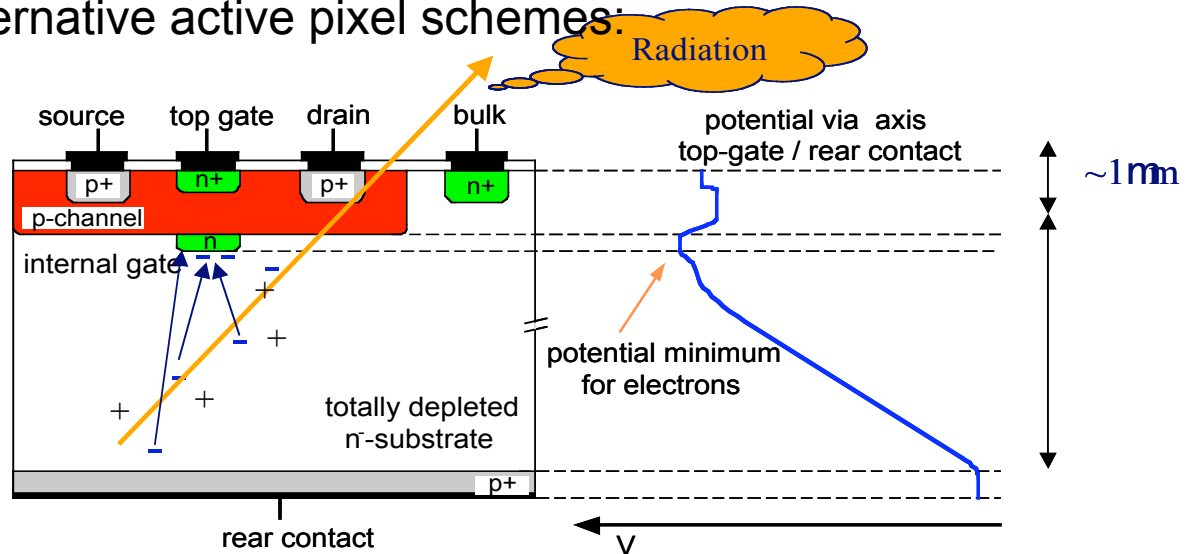 ernative active pixel schemes:
Radiation
source top gate drain bulk
potential via axis
top-gate / rear contact
~1mm
p+ n+ p+ n+
p-channel
n
internal gate
potential minimum
for electrons
totally depleted
n⁻-substrate
p+
rear contact
V